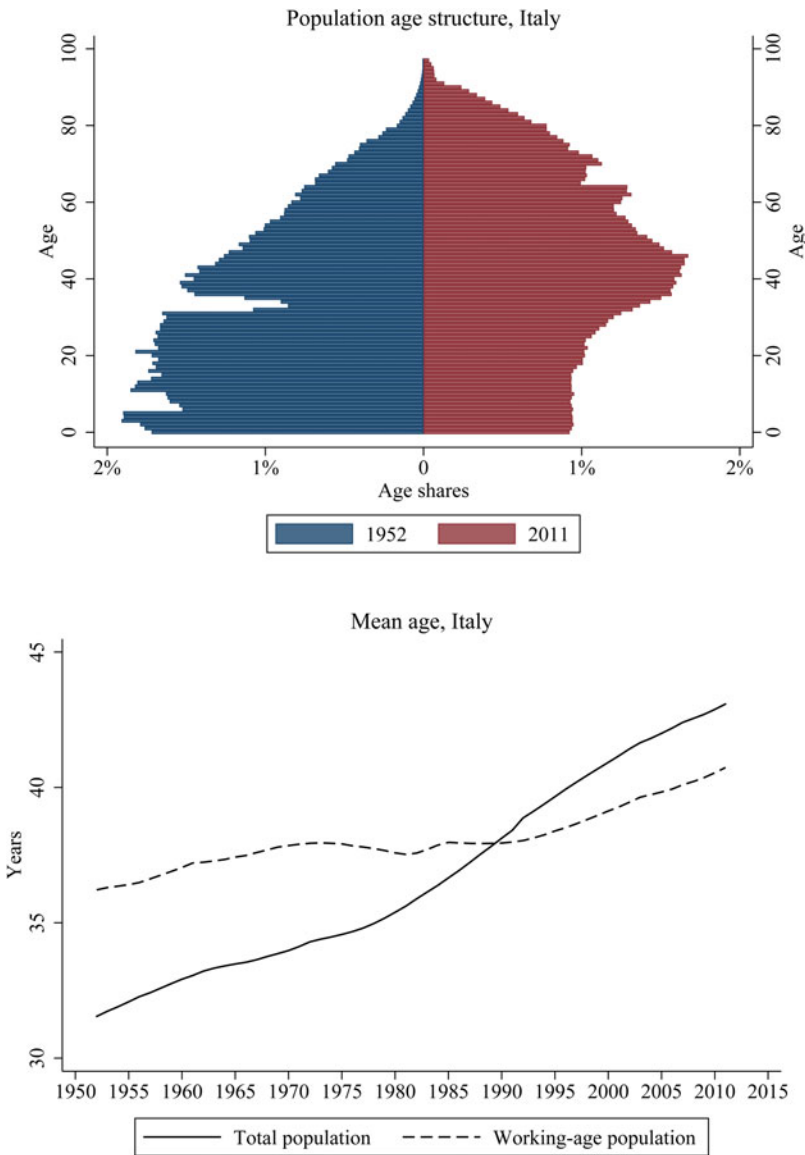 Population age structure, Italy
100
80
60
40
20
0
Age
100
80
60
40
20
0
Age
2% 1% 0 1% 2%
Age shares
1952 2011
Mean age, Italy
45
40
35
30
Years
1950 1955 1960 1965 1970 1975 1980 1985 1990 1995 2000 2005 2010 2015
Total population Working-age population